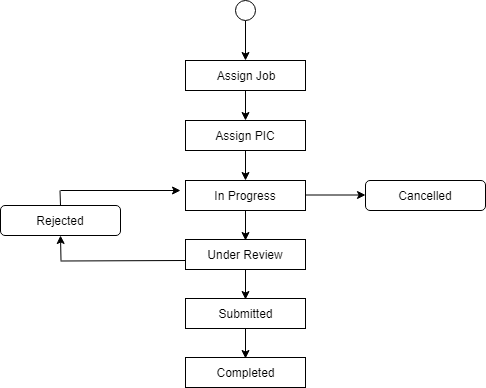 Assign Job
Assign PIC
In Progress
Cancelled
Rejected
Under Review
Submitted
Completed